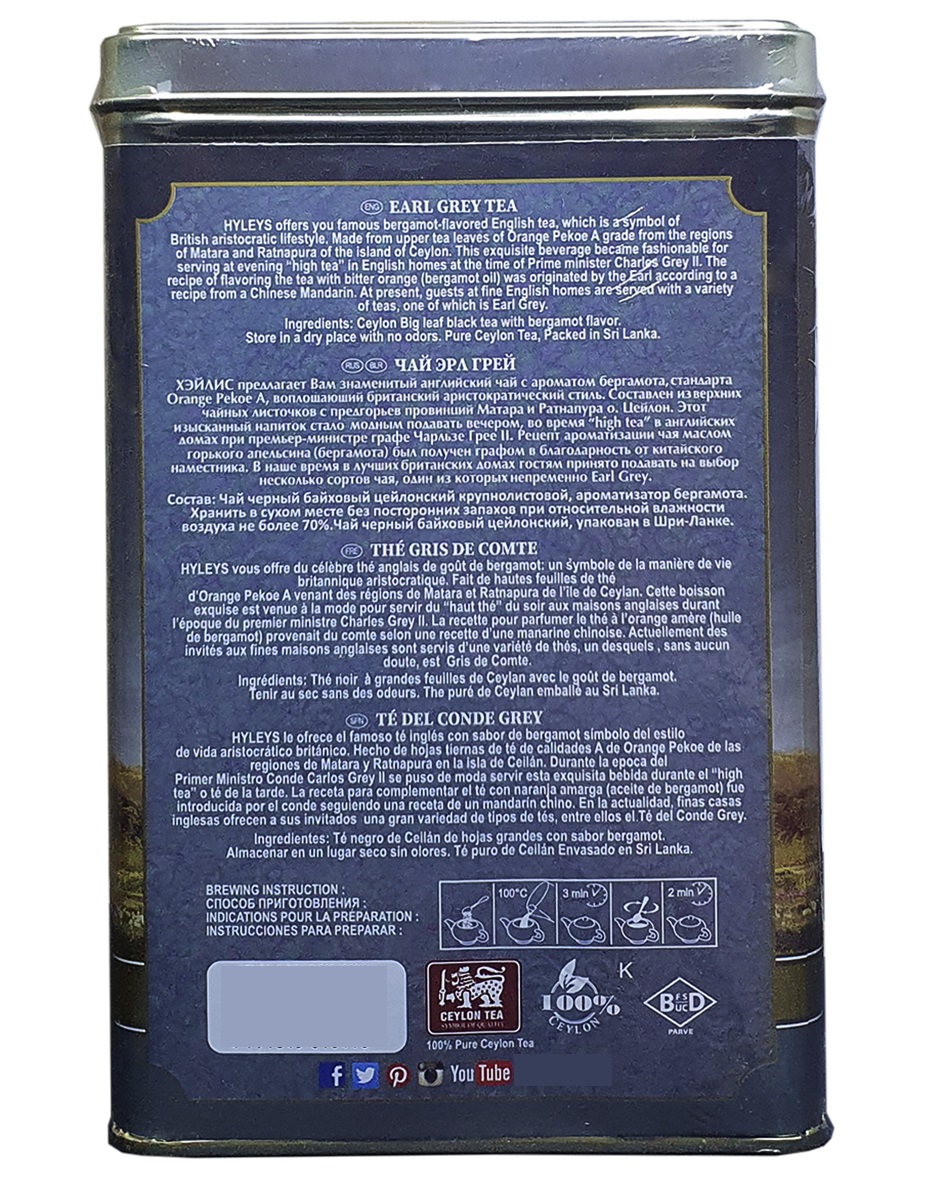 ENG EARL GREY TEA
HYLEYS offers you famous bergamot-flavored English tea, which is a symbol of
British aristocratic lifestyle. Made from upper tea leaves of Orange Pekoe A grade from the regions
of Matara and Ratnapura of the island of Ceylon. This exquisite beverage became fashionable for
serving at evening “high tea” in English homes at the time of Prime minister Charles Grey II. The
recipe of flavoring the tea with bitter orange (bergamot oil) was originated by the Earl according to a
recipe from a Chinese Mandarin. At present, guests at fine English homes are served with a variety
of teas, one of which is Earl Grey.
Ingredients: Ceylon Big leaf black tea with bergamot flavor.
Store in a dry place with no odors. Pure Ceylon Tea, Packed in Sri Lanka.
RUS BLR ЧАЙ ЭРЛ ГРЕЙ
ХЭЙЛИС предлагает Вам знаменитый английский чай с ароматом бергамота, стандарта
Orange Pekoe A, воплощаюший британский аристократический стиль. Составлен из верхних
чайных листочков с предгорьев провинций Матара и Ратнапура о. Цейлон. Этот
изысканный напиток стало модным подавать вечером, во время “high tea” в английских
домах при премьер-министре графе Чарльзе Грее II. Рецепт ароматизации чая маслом
горького апельсина (бергамота) был получен графом в благодарность от китайского
наместника. В наше время в лучших британских домах гостям принято подавать на выбор
несколько сортов чая, один из которых непременно Earl Grey.
Состав: Чай черный байховый цейлонский крупнолистовой, ароматизатор бергамота.
Хранить в сухом месте без посторонних запахов при относительной влажности
воздуха не более 70%.Чай черный байховый цейлонский, упакован в Шри-Ланке.
FRE THÉ GRIS DE COMTE
HYLEYS vous offre du célèbre thé anglais de goût de bergamot: un symbole de la manière de vie
britannique aristocratique. Fait de hautes feuilles de thé
d'Orange Pekoe A venant des régions de Matara et Ratnapura de l'île de Ceylan. Cette boisson
exquise est venue à la mode pour servir du “haut thé” du soir aux maisons anglaises durant
l'époque du premier ministre Charles Grey II. La recette pour parfumer le thé à l'orange amère (huile
de bergamot) provenait du comte selon une recette d'une manarine chinoise. Actuellement des
invités aux fines maisons anglaises sont servis d'une variété de thés, un desquels , sans aucun
doute, est Gris de Comte.
Ingrédients: Thé noir à grandes feuilles de Ceylan avec le goût de bergamot.
Tenir au sec sans des odeurs. The puré de Ceylan emballé au Sri Lanka.
SPN TÉ DEL CONDE GREY
HYLEYS le ofrece el famoso té inglés con sabor de bergamot símbolo del estilo
de vida aristocrático británico. Hecho de hojas tiernas de té de calidades A de Orange Pekoe de las
regiones de Matara y Ratnapura en la isla de Ceilán. Durante la epoca del
Primer Ministro Conde Carlos Grey II se puso de moda servir esta exquisita bebida durante el “high
tea” o té de la tarde. La receta para complementar el té con naranja amarga (aceite de bergamot) fue
introducida por el conde seguiendo una receta de un mandarín chino. En la actualidad, finas casas
inglesas ofrecen a sus invitados una gran variedad de tipos de tés, entre ellos el Té del Conde Grey.
Ingredientes: Té negro de Ceilán de hojas grandes con sabor bergamot.
Almacenar en un lugar seco sin olores. Té puro de Ceilán Envasado en Sri Lanka.
BREWING INSTRUCTION :
СПОСОБ ПРИГОТОВЛЕНИЯ :
INDICATIONS POUR LA PRÉPARATION :
INSTRUCCIONES PARA PREPARAR :
100°C 3 min 2 min
CEYLON TEA
SYMBOL OF QUALITY
100% Pure Ceylon Tea
100%
CEYLON
K
B FS UC D
PARVE
You Tube